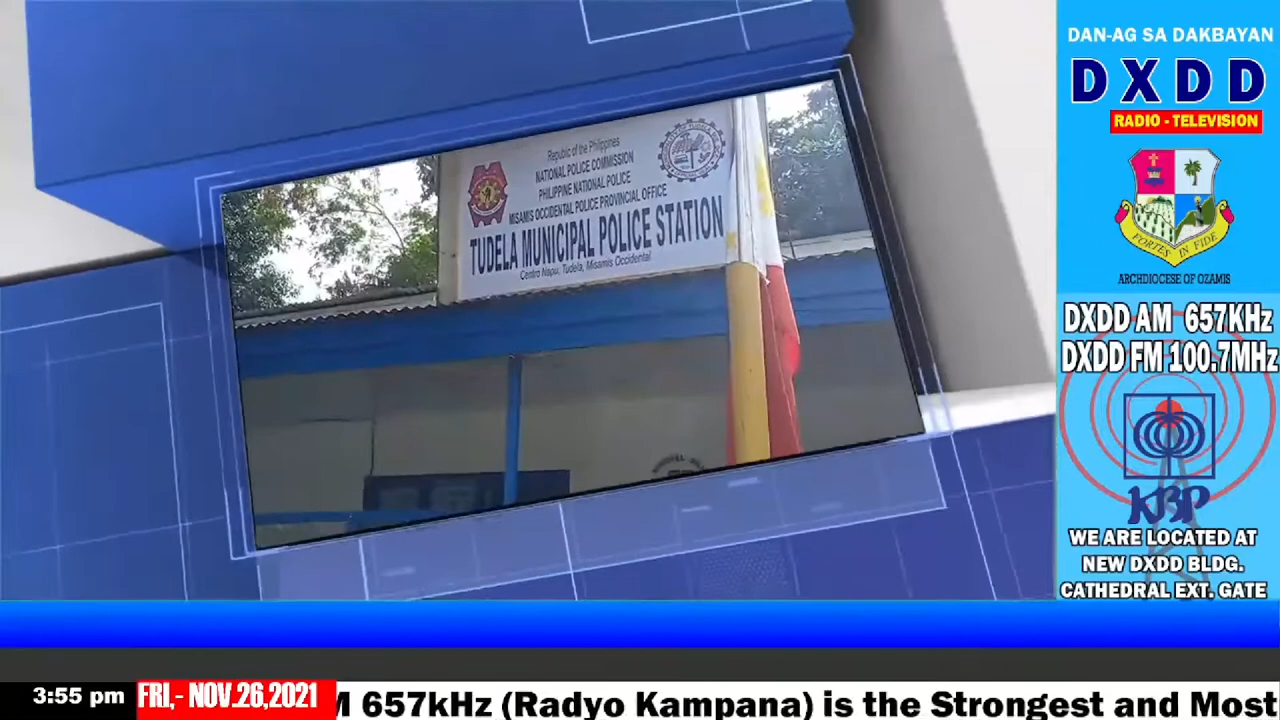 Republic of the Philippines
NATIONAL POLICE COMMISSION
PHILIPPINE NATIONAL POLICE
MISAMIS OCCIDENTAL POLICE PROVINCIAL OFFICE
TUDELA MUNICIPAL POLICE STATION
Centro Napu, Tudela, Misamis Occidental
DAN-AG SA DAKBAYAN
DXDD
RADIO - TELEVISION
FORTES IN FIDE
ARCHDIOCESE OF OZAMIS
DXDD AM 657KHz
DXDD FM 100.7MHz
KBP
WE ARE LOCATED AT
NEW DXDD BLDG.
CATHEDRAL EXT. GATE
3:55 pm
FRI,- NOV.26,2021
M 657kHz (Radyo Kampana) is the Strongest and Most